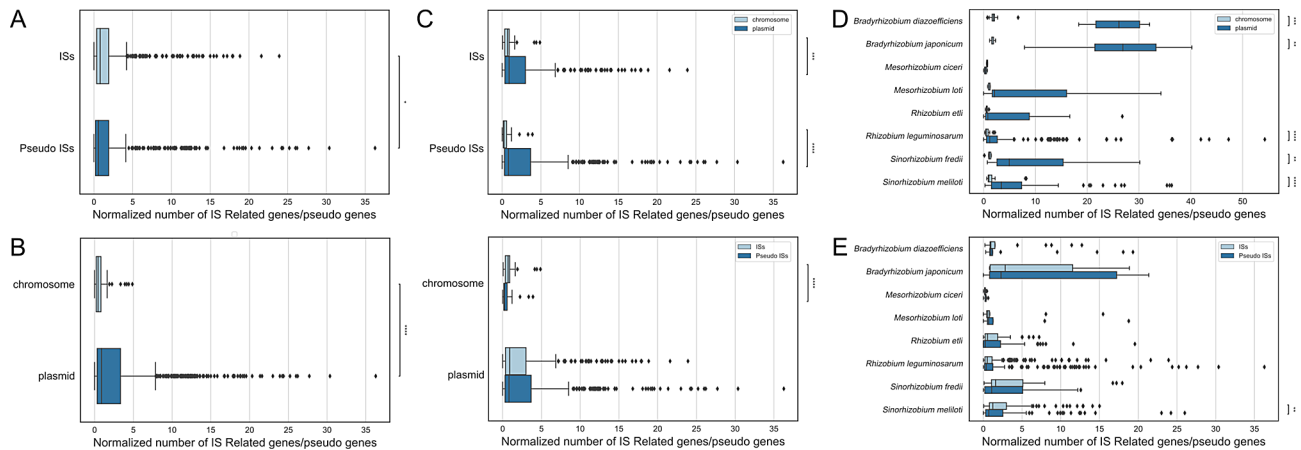 A
ISs
Pseudo ISs
*
0 5 10 15 20 25 30 35
Normalized number of IS Related genes/pseudo genes
B
chromosome
plasmid
****
0 5 10 15 20 25 30 35
Normalized number of IS Related genes/pseudo genes
C
chromosome
plasmid
ISs
Pseudo ISs
****
0 5 10 15 20 25 30 35
Normalized number of IS Related genes/pseudo genes
ISs
Pseudo ISs
chromosome
plasmid
****
0 5 10 15 20 25 30 35
Normalized number of IS Related genes/pseudo genes
D
chromosome
plasmid
Bradyrhizobium diazoefficiens
Bradyrhizobium japonicum
Mesorhizobium ciceri
Mesorhizobium loti
Rhizobium etli
Rhizobium leguminosarum
Sinorhizobium fredii
Sinorhizobium meliloti
0 10 20 30 40 50
Normalized number of IS Related genes/pseudo genes
E
ISs
Pseudo ISs
Bradyrhizobium diazoefficiens
Bradyrhizobium japonicum
Mesorhizobium ciceri
Mesorhizobium loti
Rhizobium etli
Rhizobium leguminosarum
Sinorhizobium fredii
Sinorhizobium meliloti
**
0 5 10 15 20 25 30 35
Normalized number of IS Related genes/pseudo genes